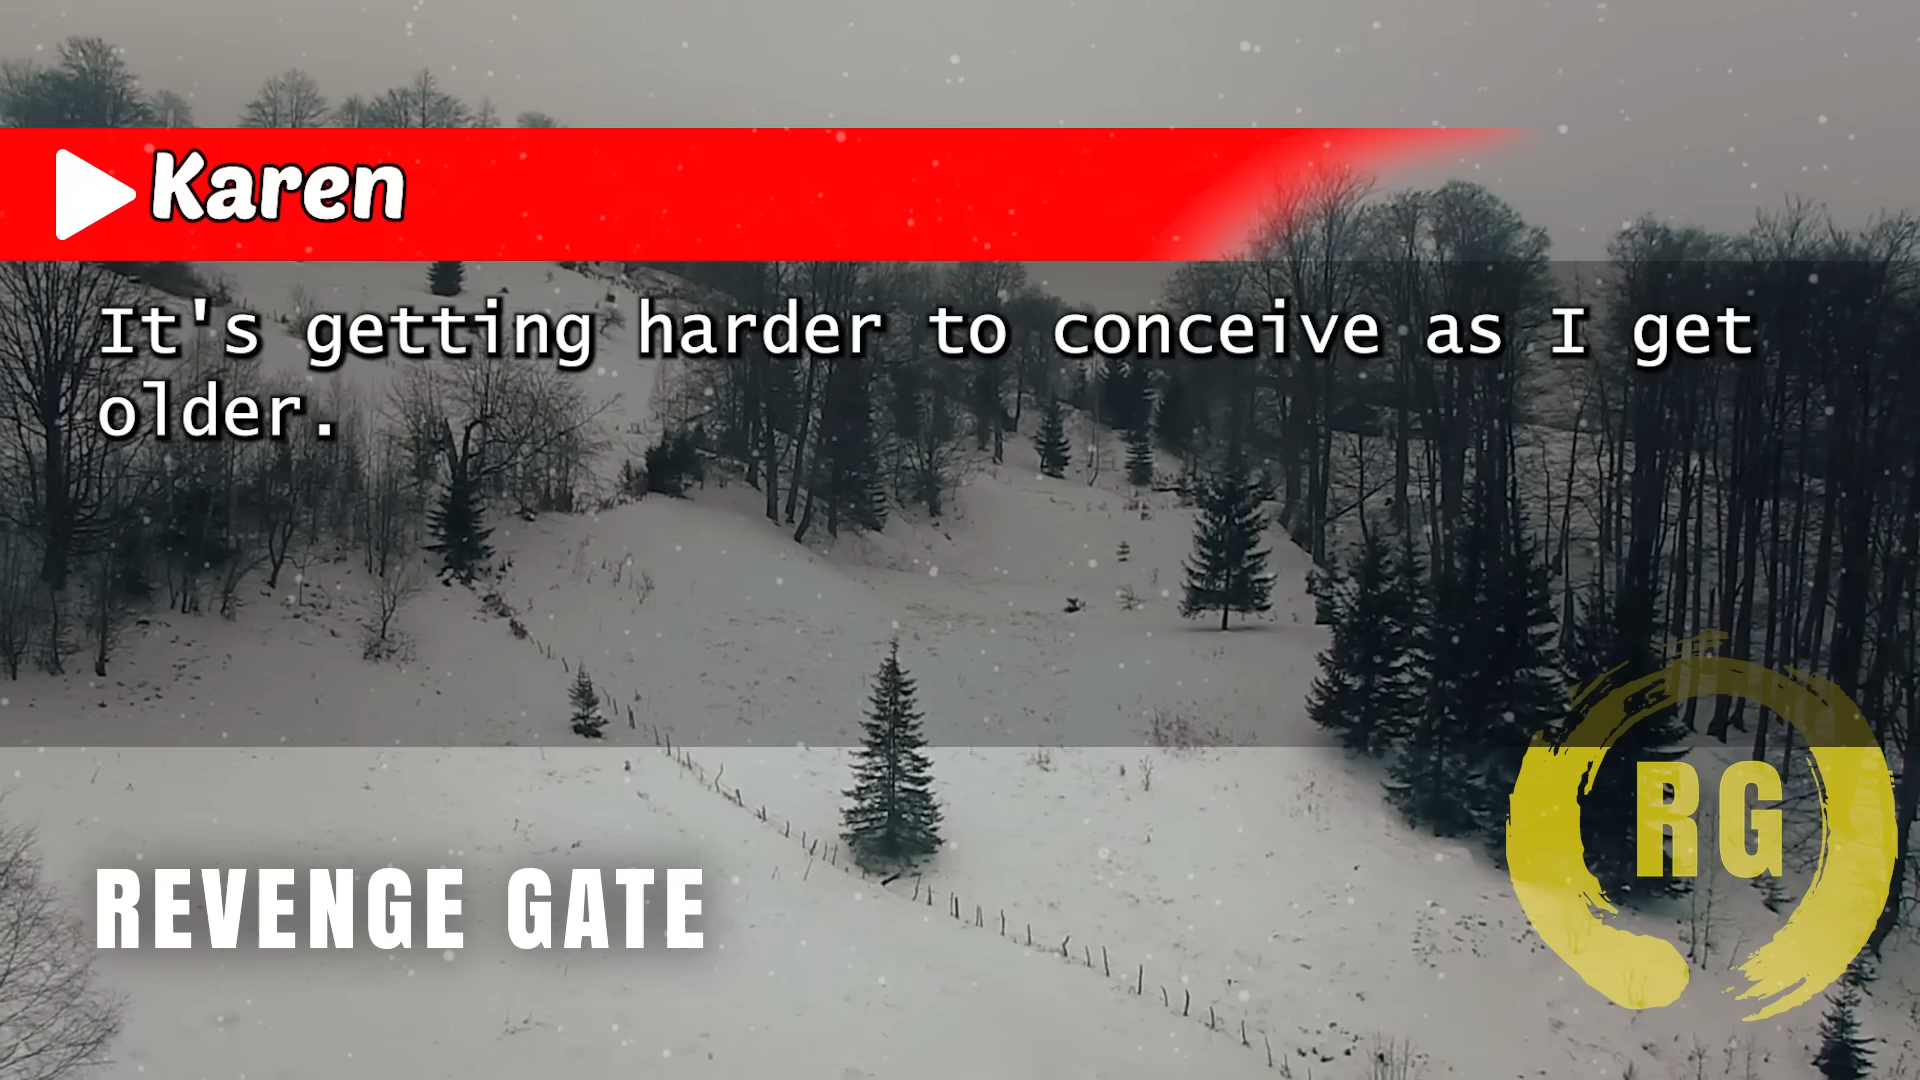 Karen
It's getting harder to conceive as I get
older.
RG
REVENGE GATE